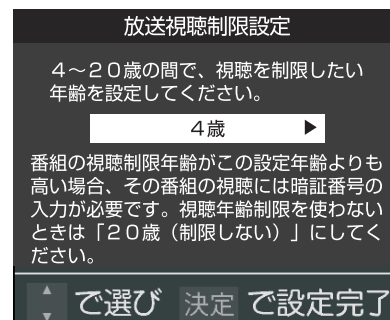 放送視聴制限設定
４～２０歳の間で、視聴を制限したい
年齢を設定してください。
４歳
番組の視聴制限年齢がこの設定年齢よりも
高い場合、その番組の視聴には暗証番号の
入力が必要です。視聴年齢制限を使わない
ときは「２０歳（制限しない）」にしてく
ださい。
で選び 決定 で設定完了